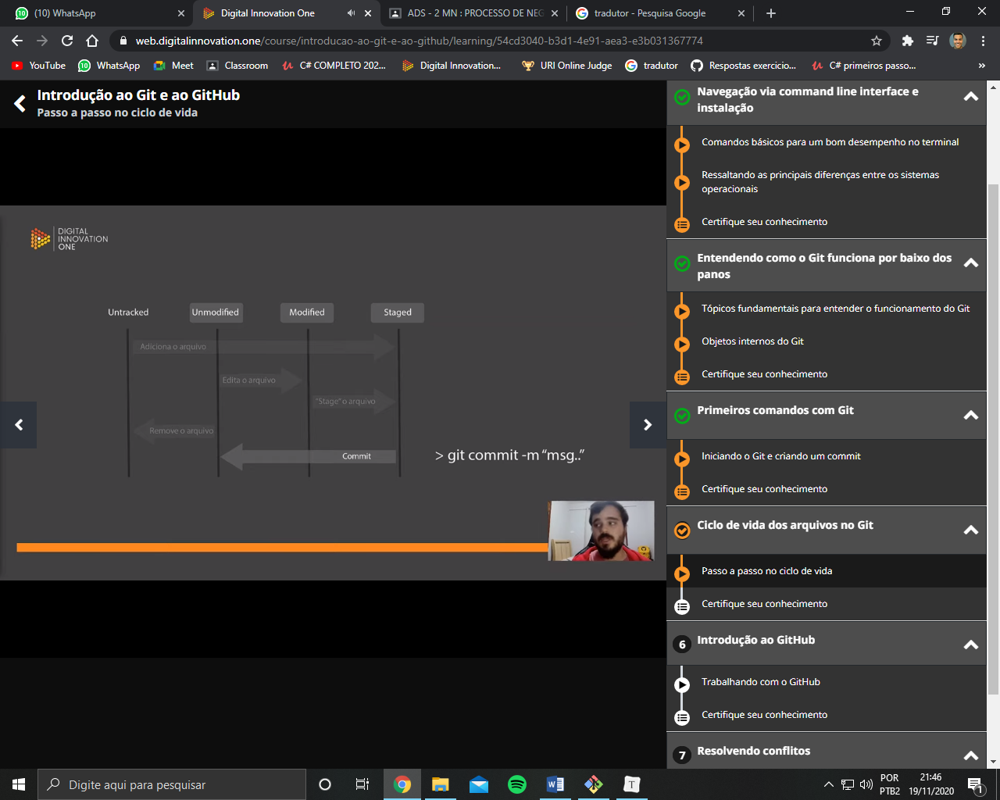 (10) WhatsApp
Digital Innovation One
ADS - 2 MN : PROCESSO DE NEG
tradutor - Pesquisa Google
web.digitalinnovation.one/course/introducao-ao-git-e-ao-github/learning/54cd3040-b3d1-4e91-aea3-e3b031367774
YouTube
WhatsApp
Meet
Classroom
C# COMPLETO 202...
Digital Innovation...
URI Online Judge
tradutor
Respostas exercicio...
C# primeiros passo...
»
Introdução ao Git e ao GitHub
Passo a passo no ciclo de vida
DIGITAL
INNOVATION
ONE
Untracked
Unmodified
Modified
Staged
Adiciona o arquivo
Edita o arquivo
"Stage" o arquivo
Remove o arquivo
Commit
> git commit -m “msg..”
Navegação via command line interface e
instalação
Comandos básicos para um bom desempenho no terminal
Ressaltando as principais diferenças entre os sistemas
operacionais
Certifique seu conhecimento
Entendendo como o Git funciona por baixo dos
panos
Tópicos fundamentais para entender o funcionamento do Git
Objetos internos do Git
Certifique seu conhecimento
Primeiros comandos com Git
Iniciando o Git e criando um commit
Certifique seu conhecimento
Ciclo de vida dos arquivos no Git
Passo a passo no ciclo de vida
Certifique seu conhecimento
6 Introdução ao GitHub
Trabalhando com o GitHub
Certifique seu conhecimento
7 Resolvendo conflitos
Digite aqui para pesquisar
POR
PTB2
21:46
19/11/2020
1